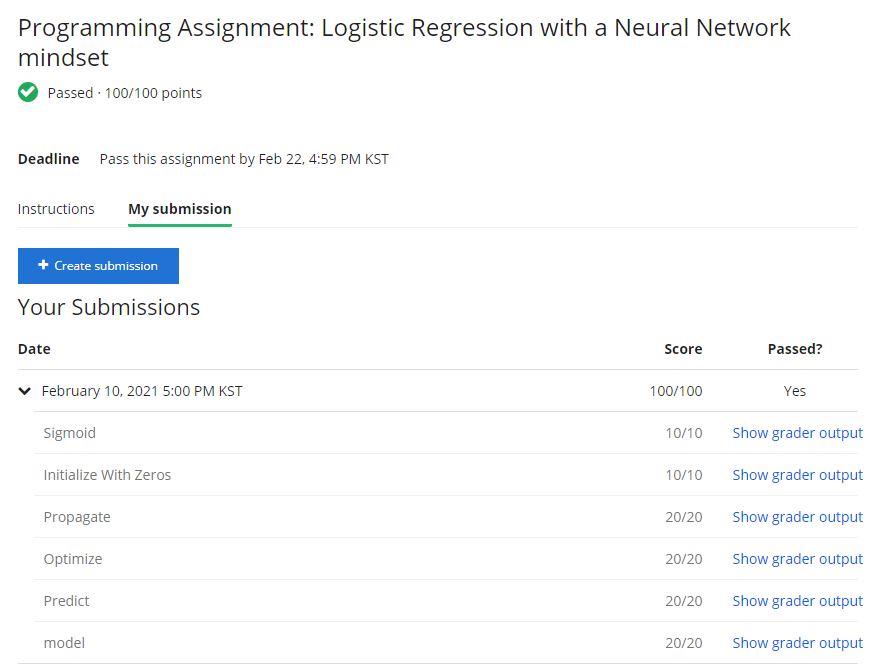 Programming Assignment: Logistic Regression with a Neural Network
mindset
Passed · 100/100 points
Deadline Pass this assignment by Feb 22, 4:59 PM KST
Instructions My submission
+ Create submission
Your Submissions
Date Score Passed?
February 10, 2021 5:00 PM KST 100/100 Yes
Sigmoid 10/10 Show grader output
Initialize With Zeros 10/10 Show grader output
Propagate 20/20 Show grader output
Optimize 20/20 Show grader output
Predict 20/20 Show grader output
model 20/20 Show grader output